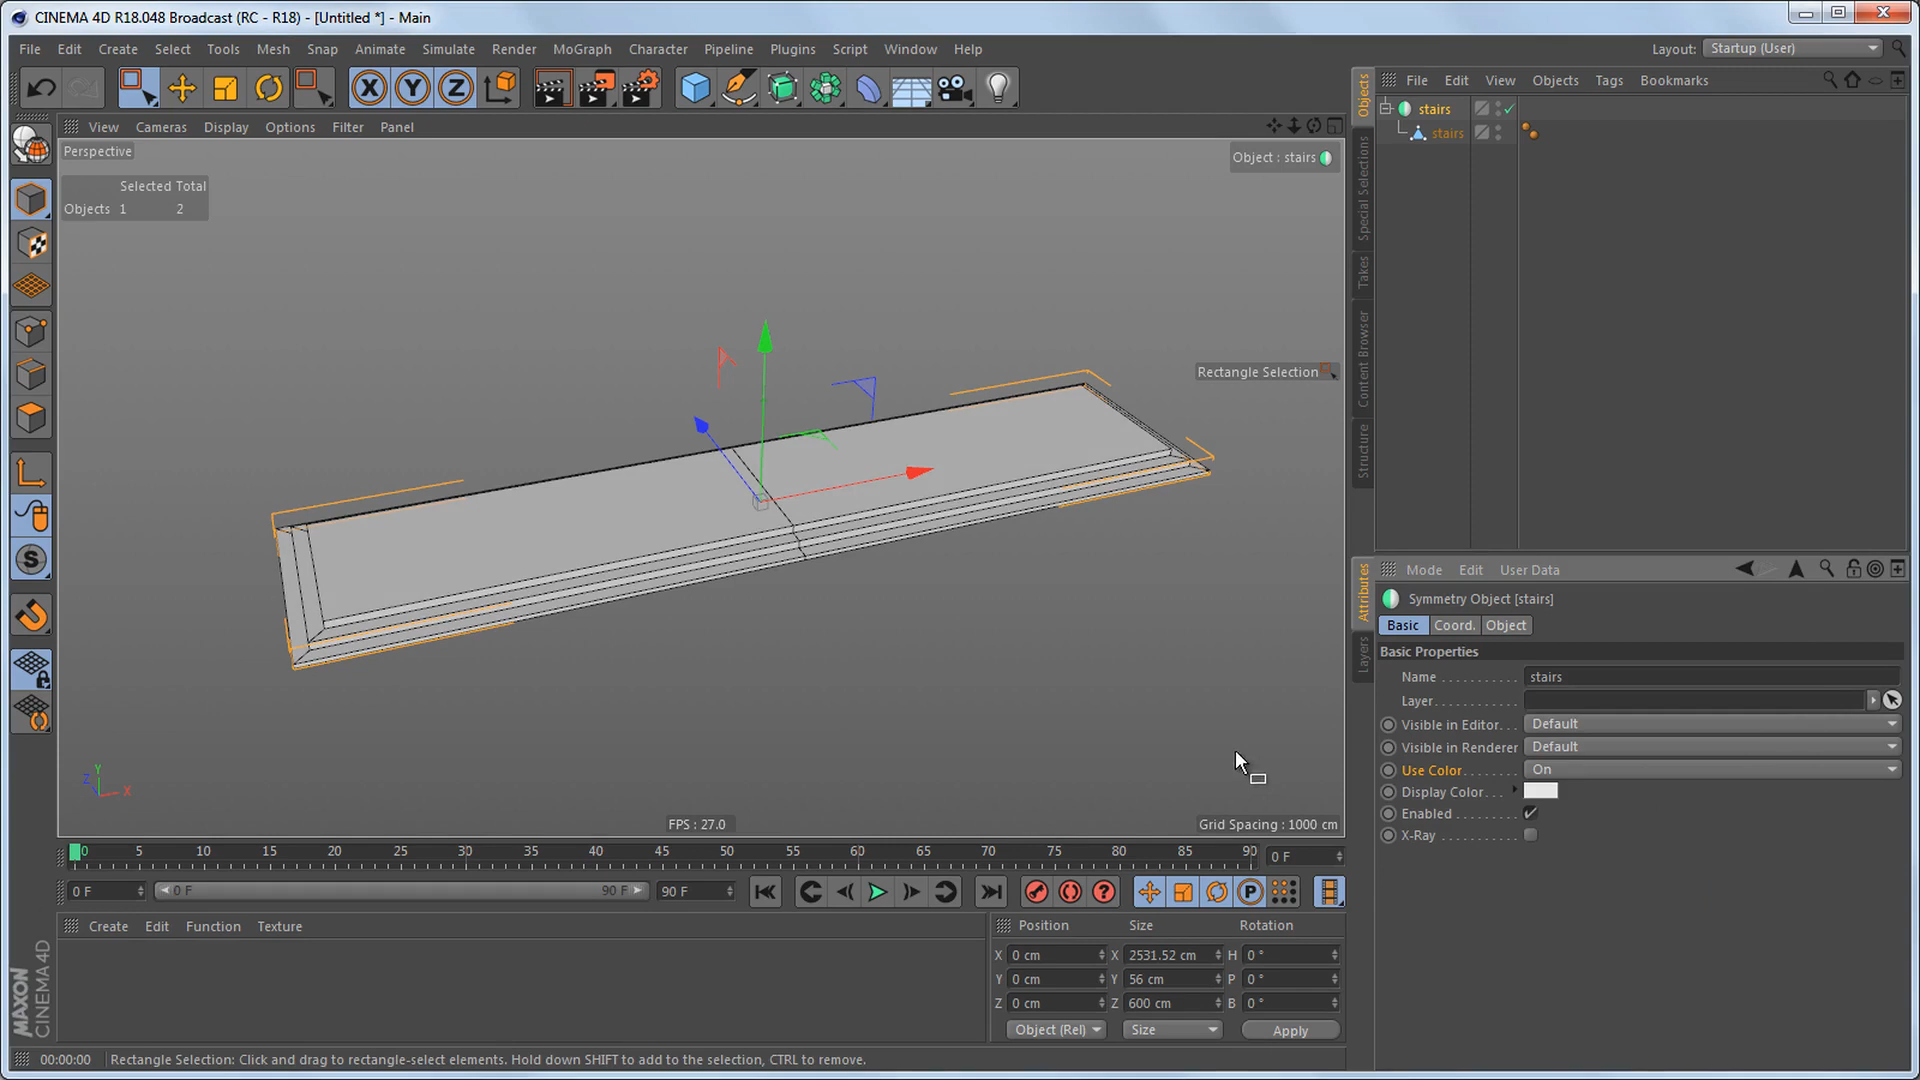 CINEMA 4D R18.048 Broadcast (RC - R18) - [Untitled *] - Main
File Edit Create Select Tools Mesh Snap Animate Simulate Render MoGraph Character Pipeline Plugins Script Window Help
Layout: Startup (User)
X Y Z
File Edit View Objects Tags Bookmarks
Objects
stairs
stairs
Special Selections
Takes
Content Browser
Structure
View Cameras Display Options Filter Panel
Perspective
Object : stairs
Selected Total
Objects 1 2
Rectangle Selection
S
Y
Z
X
FPS : 27.0
Grid Spacing : 1000 cm
Attributes
Layers
Mode Edit User Data
Symmetry Object [stairs]
Basic Coord. Object
Basic Properties
Name . . . . . . . . . . . stairs
Layer. . . . . . . . . . . .
Visible in Editor. . . Default
Visible in Renderer Default
Use Color. . . . . . . . On
Display Color. . .
Enabled . . . . . . . . .
X-Ray . . . . . . . . . . .
0 5 10 15 20 25 30 35 40 45 50 55 60 65 70 75 80 85 90
0 F
0 F
0 F
90 F
90 F
?
P
Create Edit Function Texture
Position Size Rotation
X 0 cm X 2531.52 cm H 0 °
Y 0 cm Y 56 cm P 0 °
Z 0 cm Z 600 cm B 0 °
Object (Rel) Size Apply
MAXON
CINEMA 4D
00:00:00 Rectangle Selection: Click and drag to rectangle-select elements. Hold down SHIFT to add to the selection, CTRL to remove.